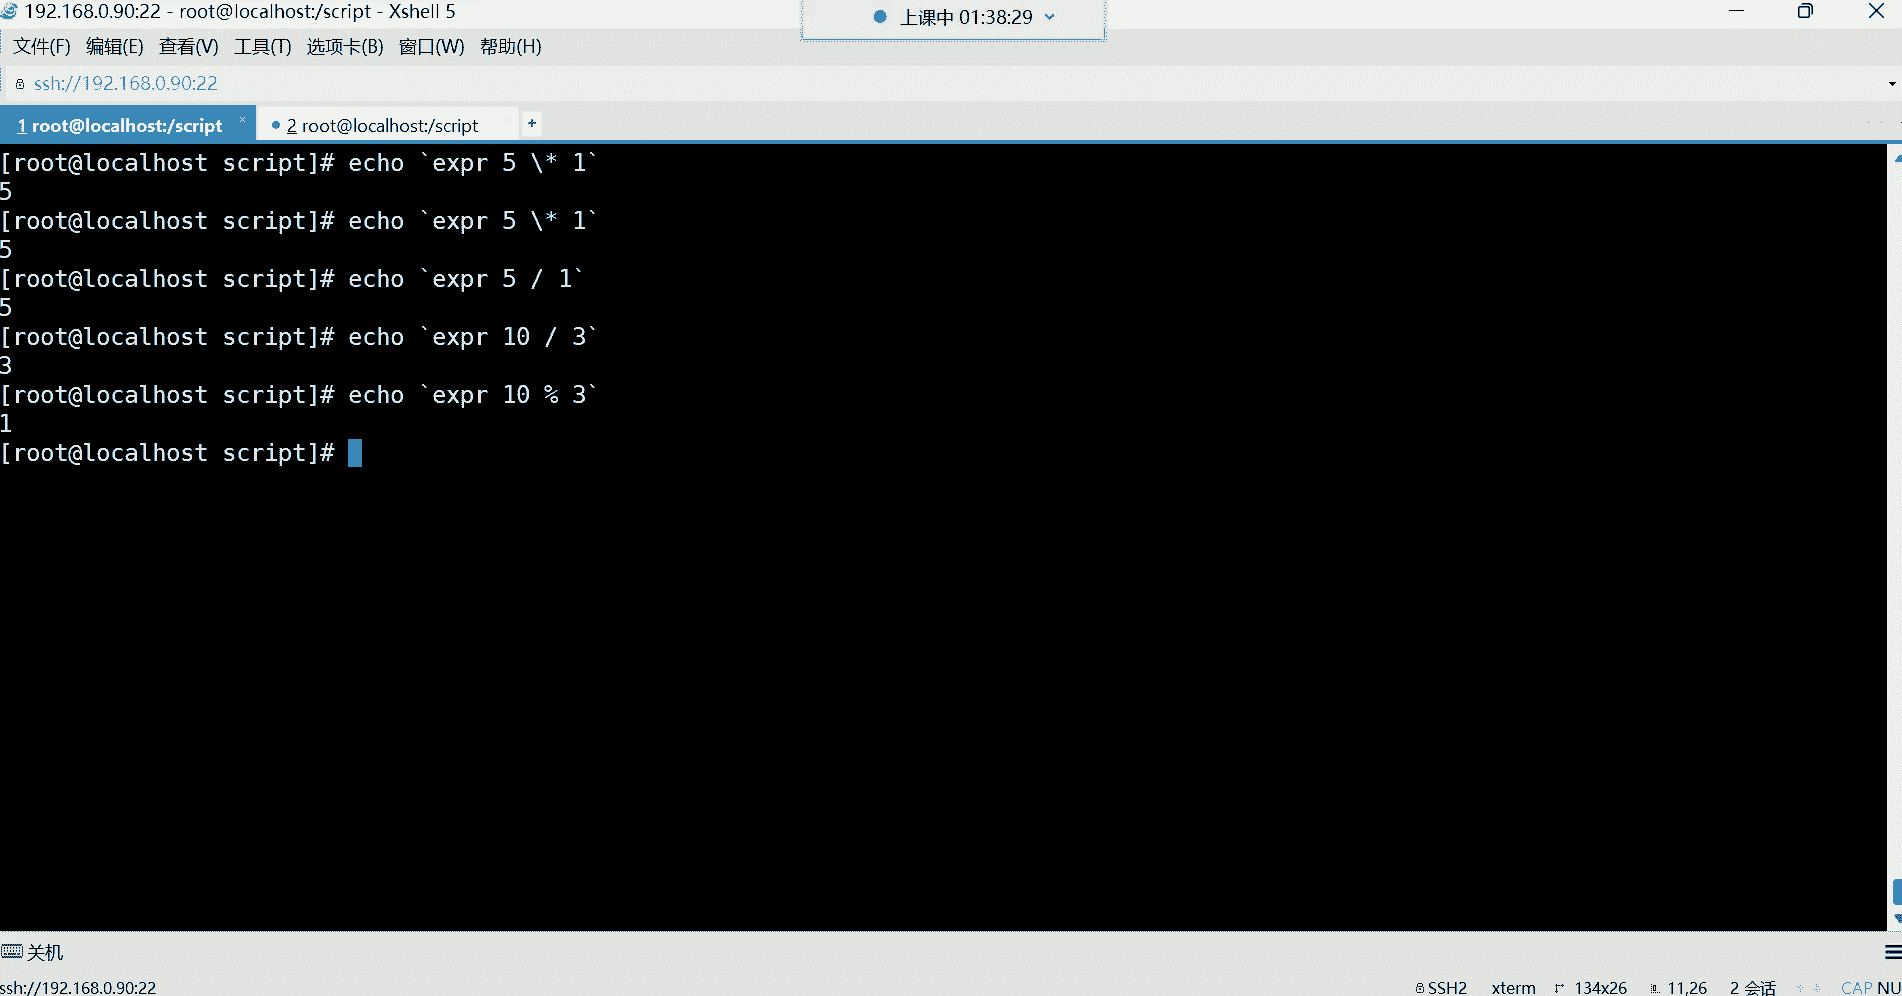 192.168.0.90:22 - root@localhost:/script - Xshell 5
上课中 01:38:29
文件(F) 编辑(E) 查看(V) 工具(T) 选项卡(B) 窗口(W) 帮助(H)
ssh://192.168.0.90:22
1 root@localhost:/script × 2 root@localhost:/script +
[root@localhost script]# echo `expr 5 \* 1`
5
[root@localhost script]# echo `expr 5 \* 1`
5
[root@localhost script]# echo `expr 5 / 1`
5
[root@localhost script]# echo `expr 10 / 3`
3
[root@localhost script]# echo `expr 10 % 3`
1
[root@localhost script]#
关机
ssh://192.168.0.90:22 SSH2 xterm 134x26 11,26 2 会话 CAP NU